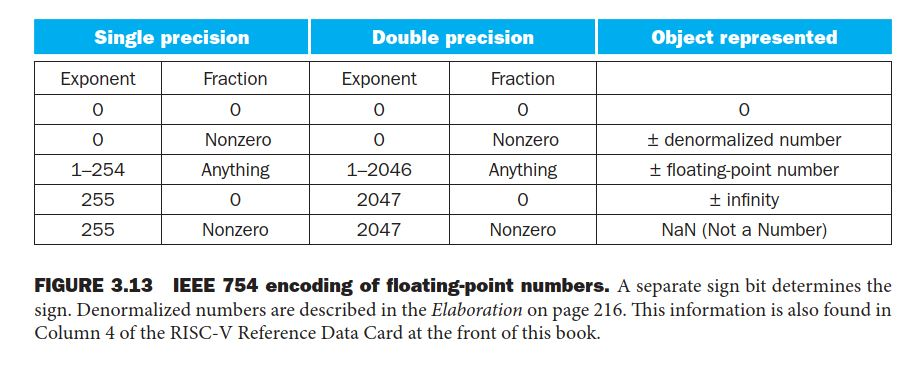 Single precision Double precision Object represented
Exponent Fraction Exponent Fraction
0 0 0 0 0
0 Nonzero 0 Nonzero ± denormalized number
1–254 Anything 1–2046 Anything ± floating-point number
255 0 2047 0 ± infinity
255 Nonzero 2047 Nonzero NaN (Not a Number)
FIGURE 3.13 IEEE 754 encoding of floating-point numbers. A separate sign bit determines the
sign. Denormalized numbers are described in the Elaboration on page 216. This information is also found in
Column 4 of the RISC-V Reference Data Card at the front of this book.